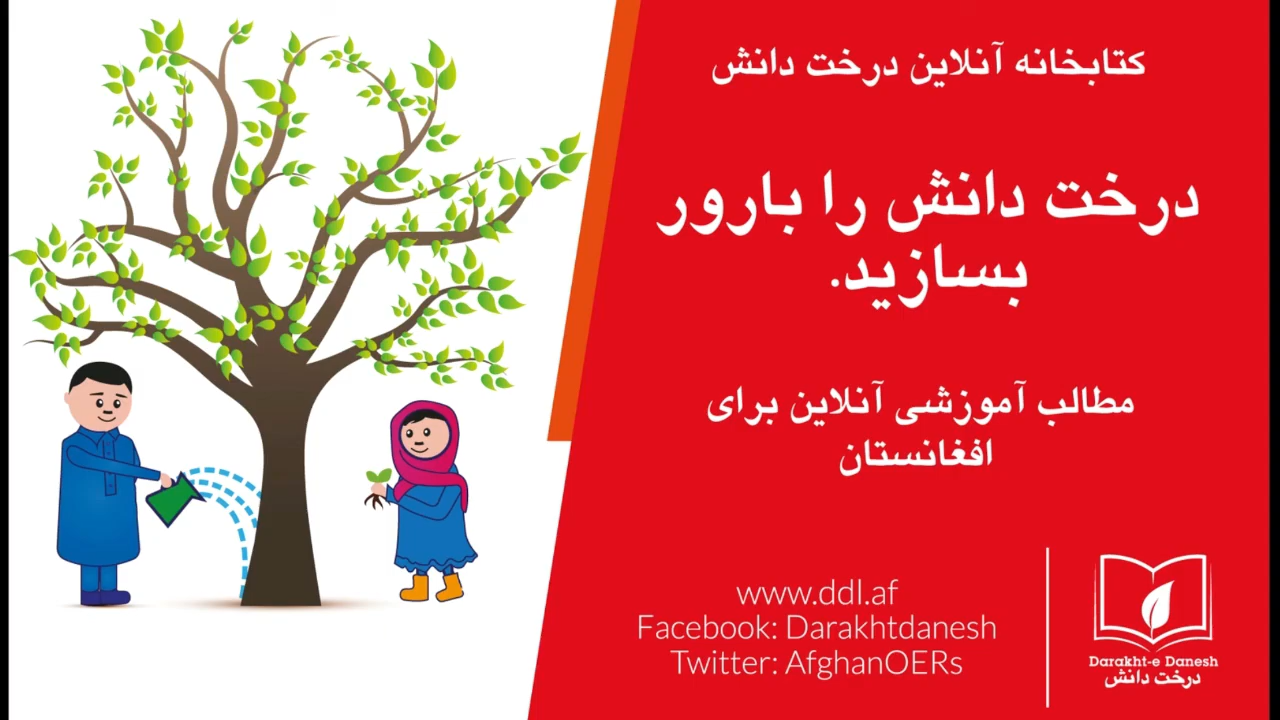 کتابخانه آنلاین درخت دانش
درخت دانش را بارور
بسازید.
مطالب آموزشی آنلاین برای
افغانستان
www.ddl.af
Facebook: Darakhtdanesh
Twitter: AfghanOERs
Darakht-e Danesh
درخت دانش